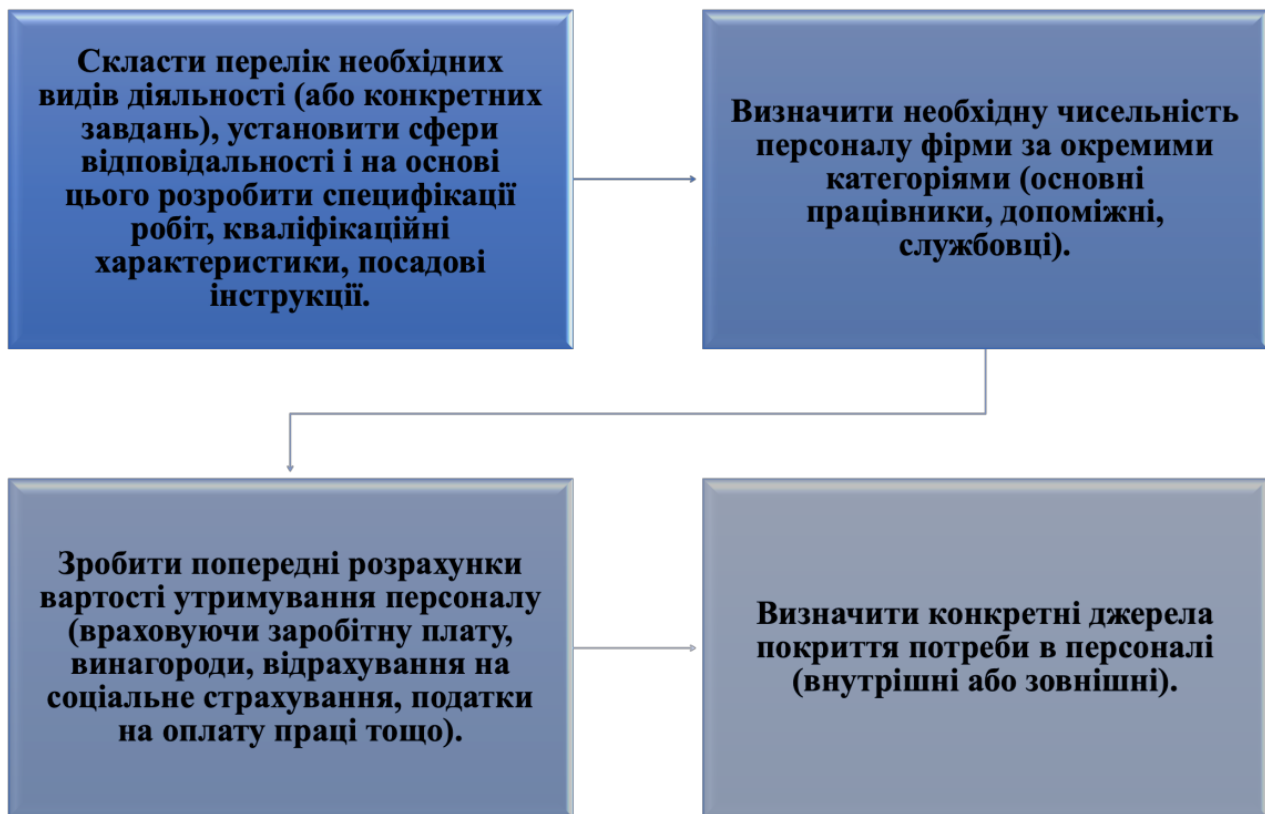 Скласти перелік необхідних
видів діяльності (або конкретних
завдань), установити сфери
відповідальності і на основі
цього розробити специфікації
робіт, кваліфікаційні
характеристики, посадові
інструкції.
Визначити необхідну чисельність
персоналу фірми за окремими
категоріями (основні
працівники, допоміжні,
службовці).
Зробити попередні розрахунки
вартості утримування персоналу
(враховуючи заробітну плату,
винагороди, відрахування на
соціальне страхування, податки
на оплату праці тощо).
Визначити конкретні джерела
покриття потреби в персоналі
(внутрішні або зовнішні).